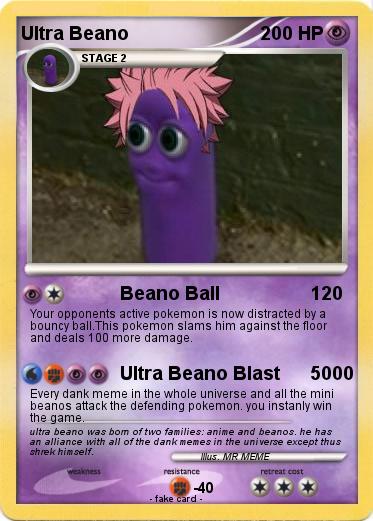 Ultra Beano
200 HP
STAGE 2
Beano Ball 120
Your opponents active pokemon is now distracted by a
bouncy ball.This pokemon slams him against the floor
and deals 100 more damage.
Ultra Beano Blast 5000
Every dank meme in the whole universe and all the mini
beanos attack the defending pokemon. you instanly win
the game.
ultra beano was born of two families: anime and beanos. he has
an alliance with all of the dank memes in the universe except thus
shrek himself.
Illus. MR MEME
weakness resistance retreat cost
-40
- fake card -